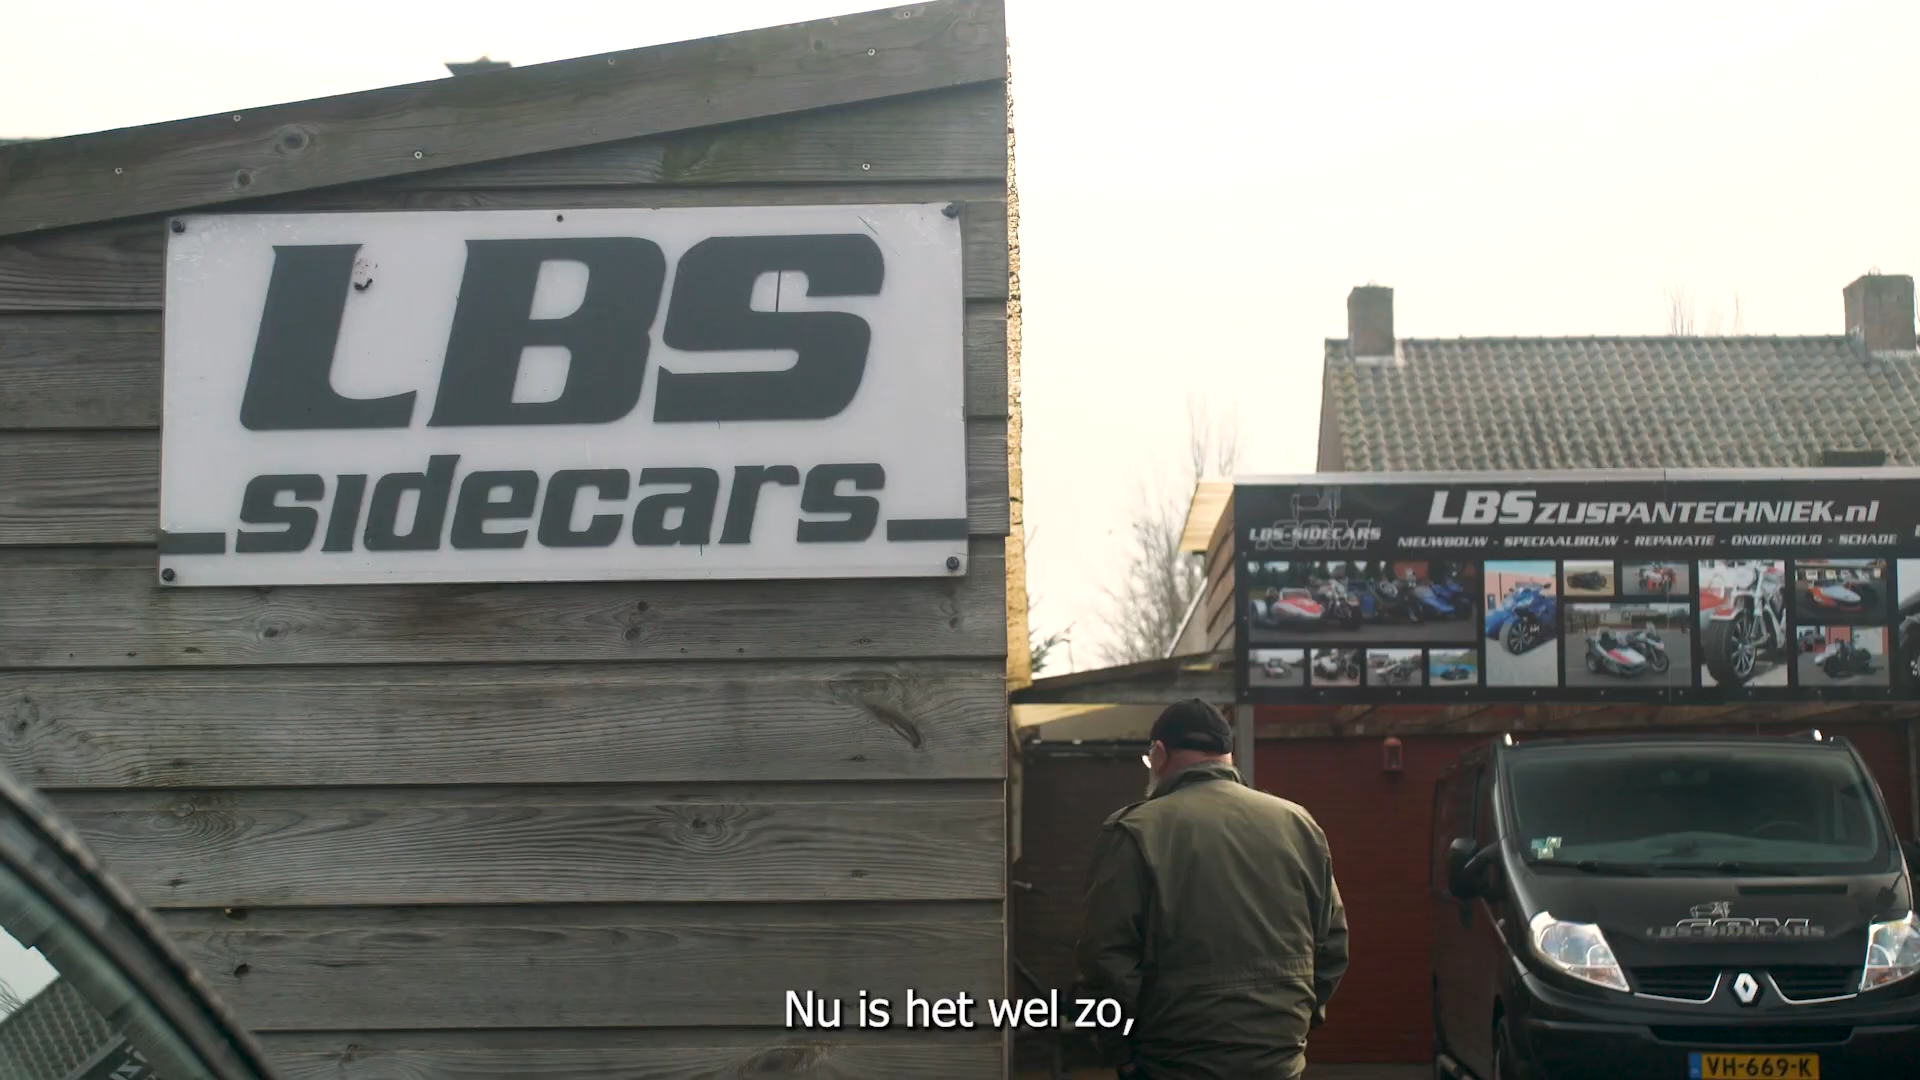 LBS
sidecars
LBSZIJSPANTECHNIEK.nl
LBS-SIDECARS
NIEUWBOUW - SPECIAALBOUW - REPARATIE - ONDERHOUD - SCHADE
LBS-SIDECARS
VH-669-K
Nu is het wel zo,